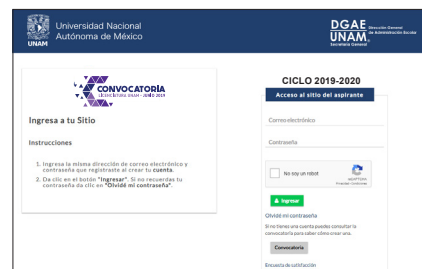 Universidad Nacional
Autónoma de México
UNAM
DGAE
UNAM
Dirección General
de Administración Escolar
Secretaría General
CONVOCATORIA
LICENCIATURA UNAM - JUNIO 2019
Ingresa a tu Sitio
Instrucciones
1. Ingresa la misma dirección de correo electrónico y
contraseña que registraste al crear tu cuenta.
2. Da clic en el botón "Ingresar". Si no recuerdas tu
contraseña da clic en "Olvidé mi contraseña".
CICLO 2019-2020
Acceso al sitio del aspirante
Correo electrónico
Contraseña
No soy un robot
reCAPTCHA
Ingresar
Olvidé mi contraseña
Si no tienes una cuenta puedes consultar la
convocatoria para saber cómo crear una.
Convocatoria
Encuesta de satisfacción